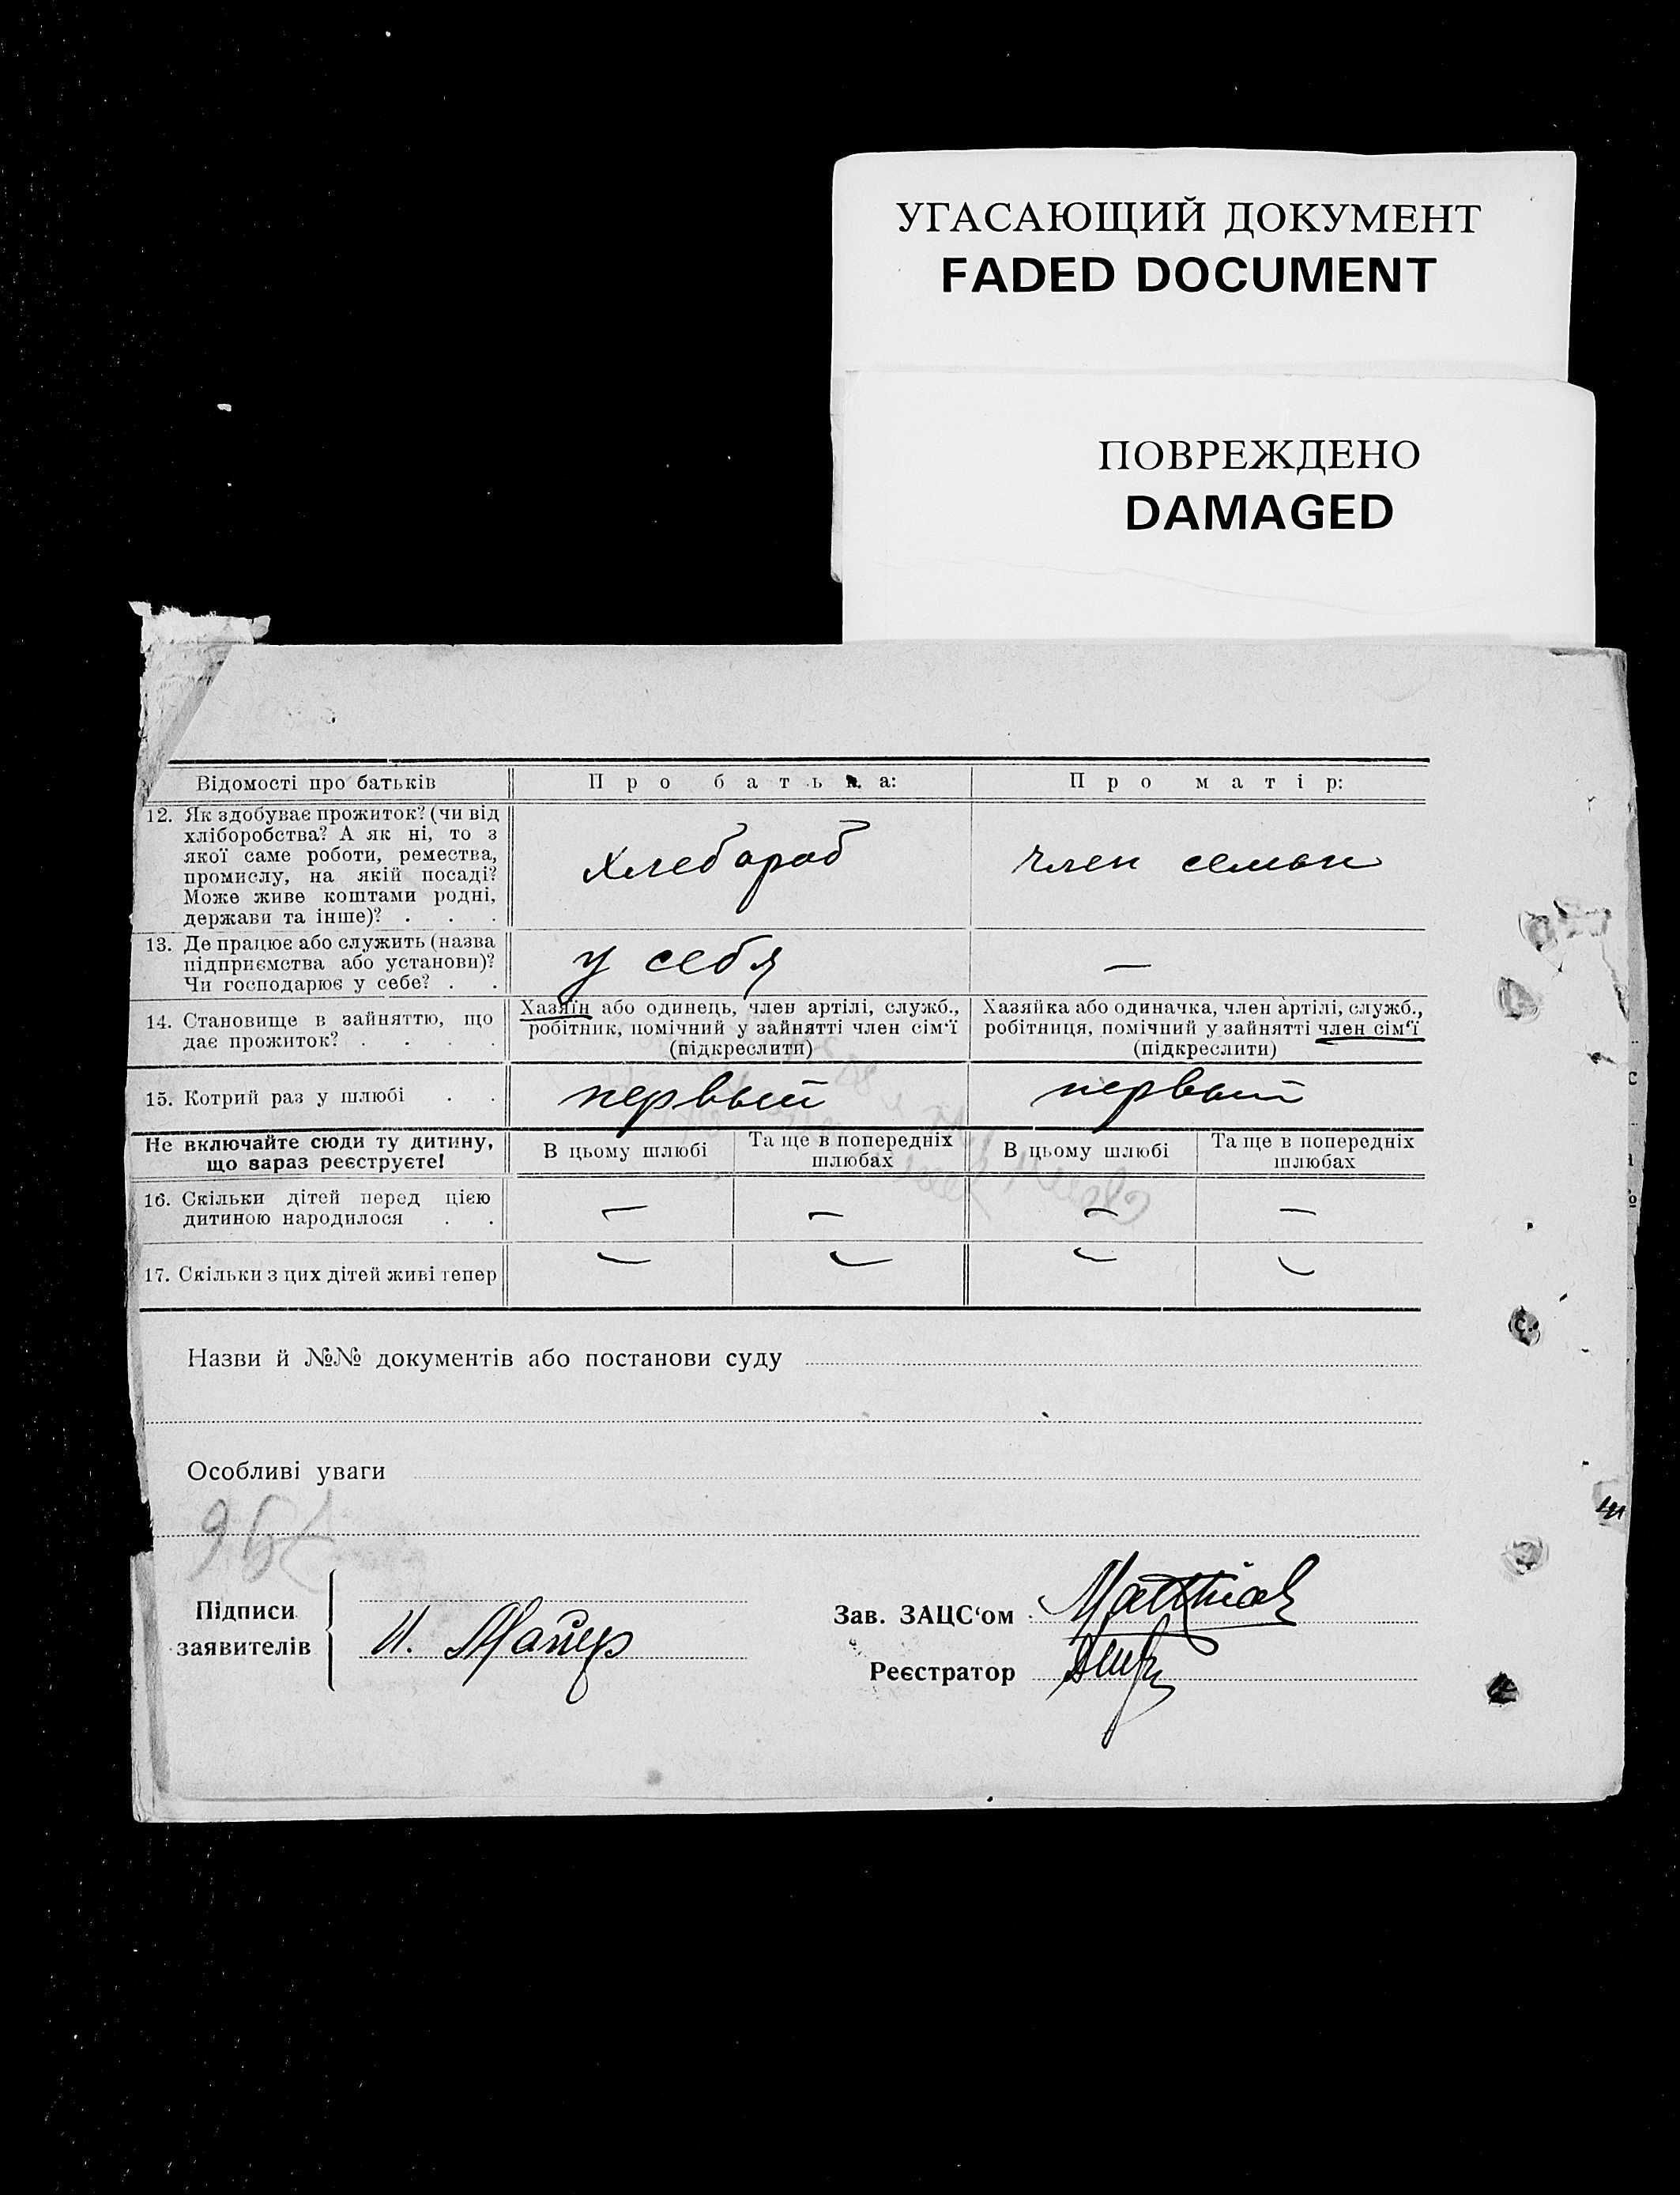 УГАСАЮЩИЙ ДОКУМЕНТ
FADED DOCUMENT
ПОВРЕЖДЕНО
DAMAGED
Відомості про батьків
Про батька:
Про матір:
12. Як здобуває прожиток? (чи від
хліборобства? А як ні, то з
якої саме роботи, ремества,
промислу, на якій посаді?
Може живе коштами родні,
держави та інше)? . . .
хлебороб
член семьи
13. Де працює або служить (назва
підприємства або установи)?
Чи господарює у себе? . .
у себя
—
14. Становище в зайняттю, що
дає прожиток? . . . .
Хазяїн або одинець, член артілі, служб.,
робітник, помічний у зайнятті член сім'ї
(підкреслити)
Хазяйка або одиначка, член артілі, служб.,
робітниця, помічний у зайнятті член сім'ї
(підкреслити)
15. Котрий раз у шлюбі . .
первый
первый
Не включайте сюди ту дитину,
що зараз реєструєте!
В цьому шлюбі
Та ще в попередніх
шлюбах
В цьому шлюбі
Та ще в попередніх
шлюбах
16. Скільки дітей перед цією
дитиною народилося . .
— — — —
17. Скільки з цих дітей живі тепер
— — — —
Назви й №№ документів або постанови суду
Особливі уваги
Підписи
заявителів
И. Майер
Зав. ЗАЦС‘ом
Реєстратор